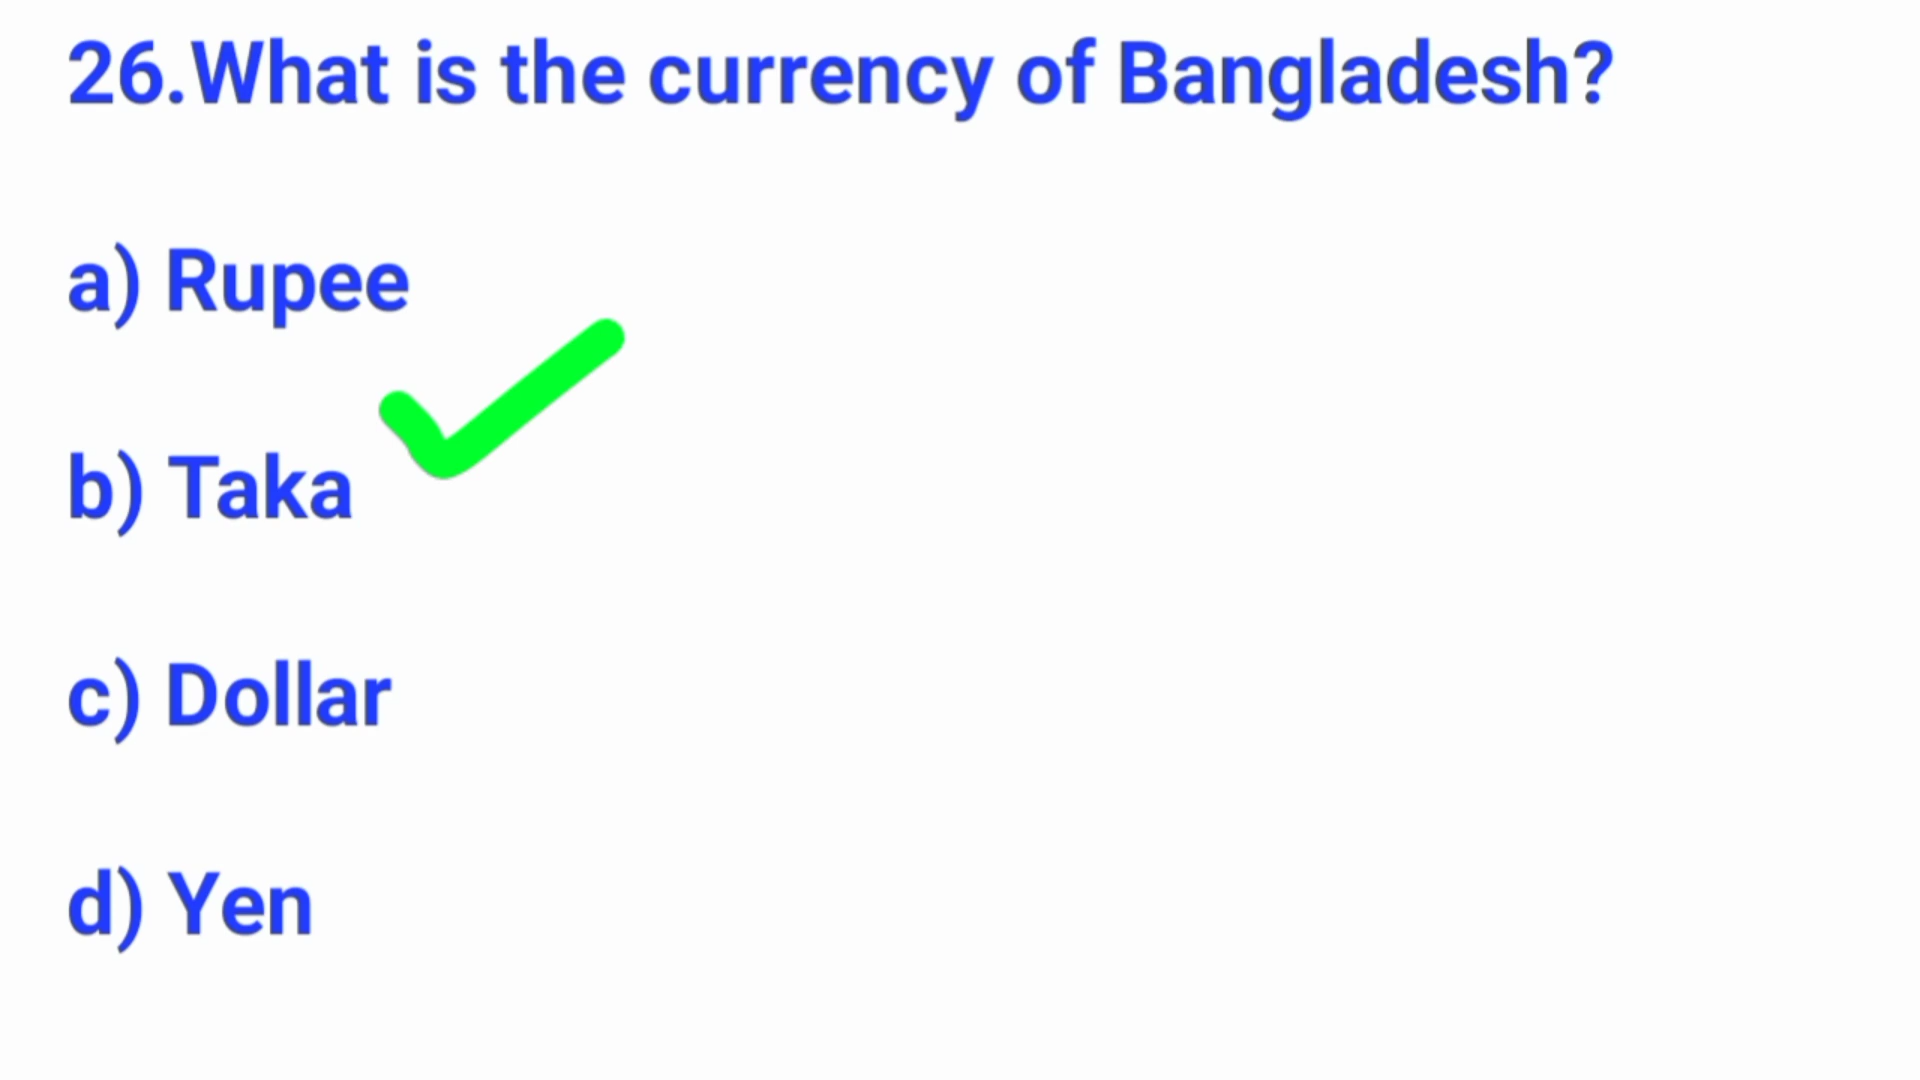 26.What is the currency of Bangladesh?
a) Rupee
b) Taka
c) Dollar
d) Yen